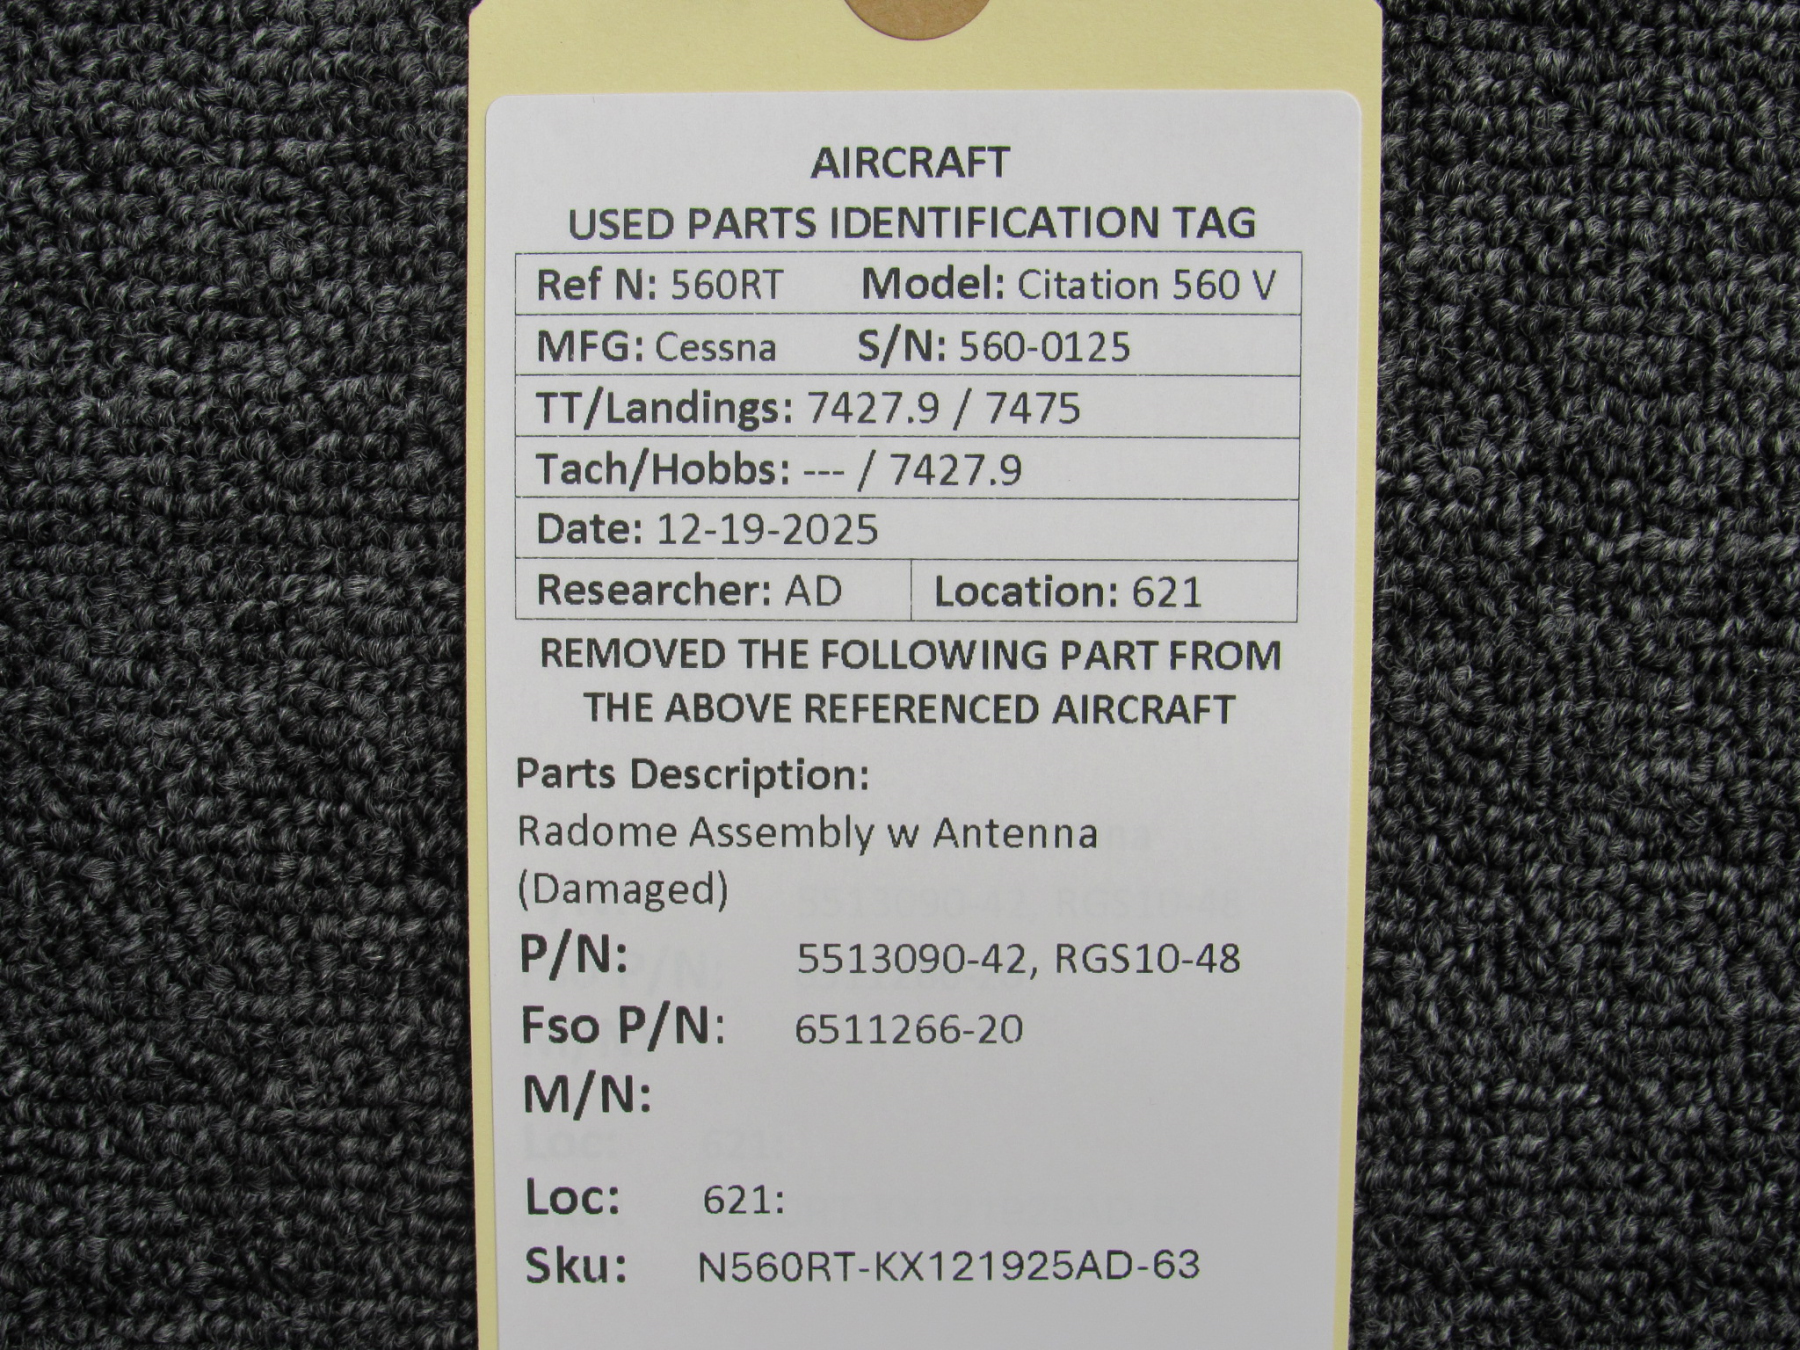 AIRCRAFT
USED PARTS IDENTIFICATION TAG
Ref N: 560RT Model: Citation 560 V
MFG: Cessna S/N: 560-0125
TT/Landings: 7427.9 / 7475
Tach/Hobbs: --- / 7427.9
Date: 12-19-2025
Researcher: AD Location: 621
REMOVED THE FOLLOWING PART FROM
THE ABOVE REFERENCED AIRCRAFT
Parts Description:
Radome Assembly w Antenna
(Damaged)
P/N: 5513090-42, RGS10-48
Fso P/N: 6511266-20
M/N:
Loc: 621:
Sku: N560RT-KX121925AD-63